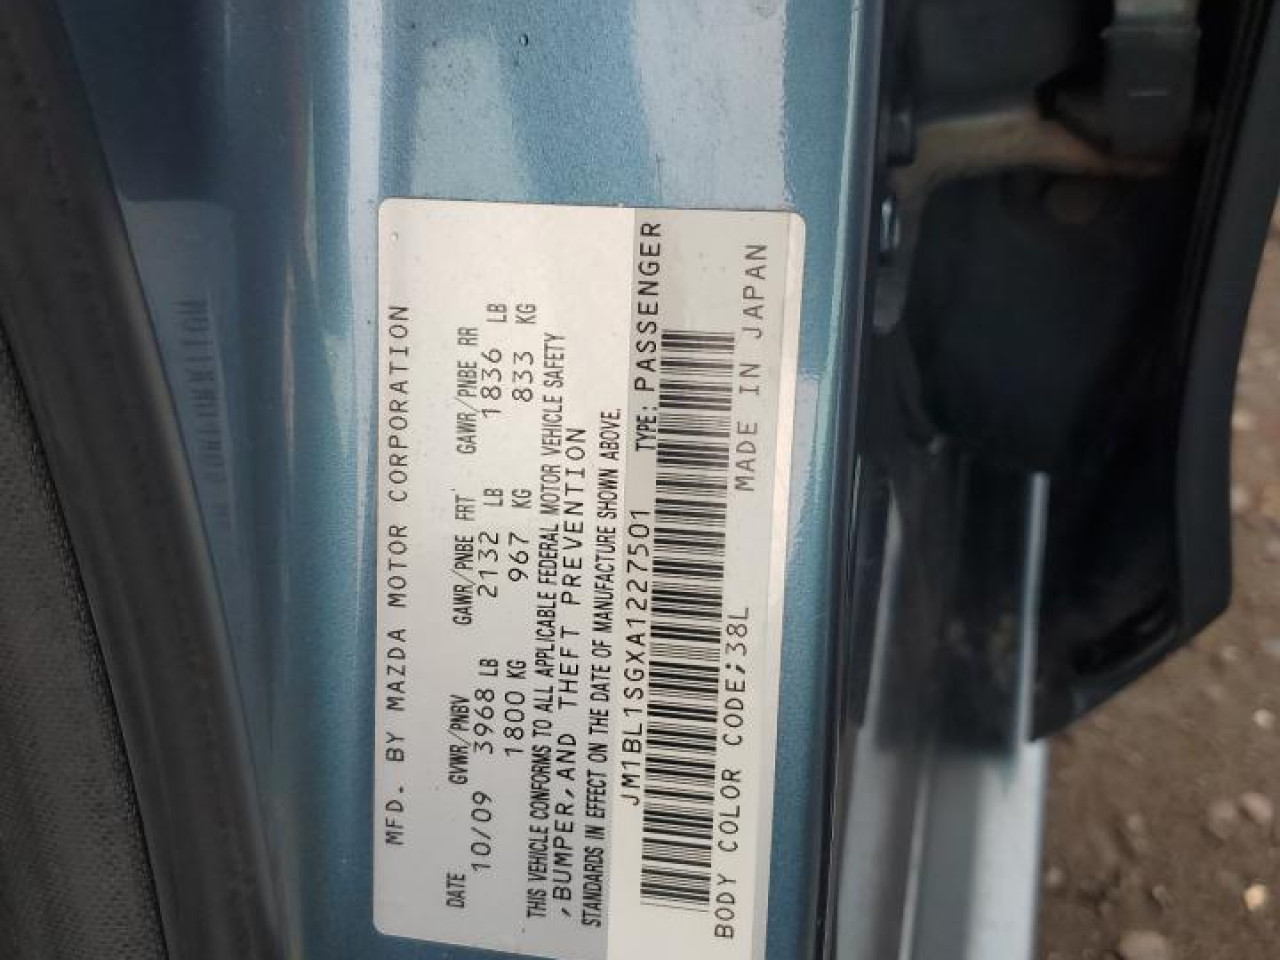 MFD. BY MAZDA MOTOR CORPORATION
DATE GVWR/PNBV GAWR/PNBE FRT GAWR/PNBE RR
10/09 3968 LB 2132 LB 1836 LB
1800 KG 967 KG 833 KG
THIS VEHICLE CONFORMS TO ALL APPLICABLE FEDERAL MOTOR VEHICLE SAFETY
,BUMPER,AND THEFT PREVENTION
STANDARDS IN EFFECT ON THE DATE OF MANUFACTURE SHOWN ABOVE.
JM1BL1SGXA1227501 TYPE: PASSENGER
BODY COLOR CODE;38L MADE IN JAPAN